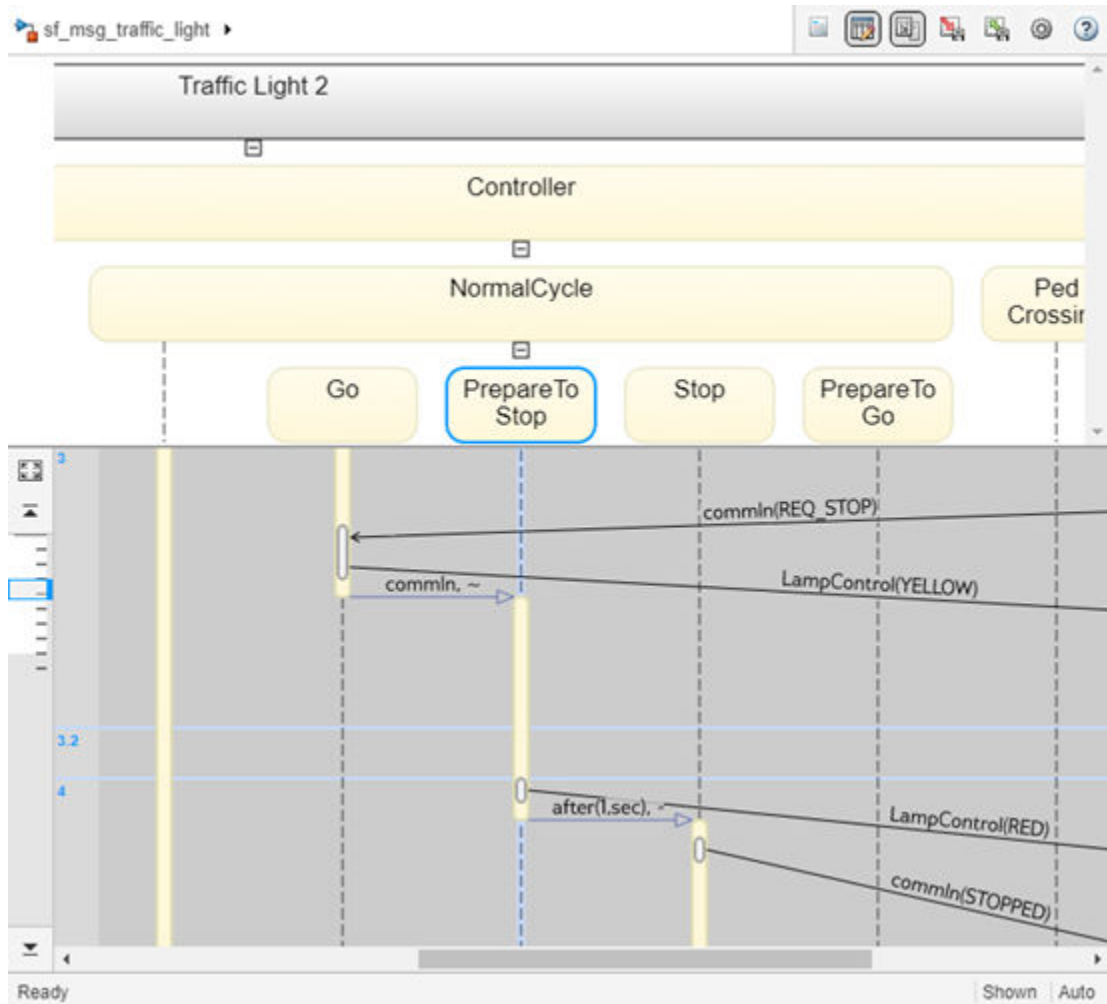 sf_msg_traffic_light
Traffic Light 2
Controller
NormalCycle
Ped
Crossin
Go
PrepareTo
Stop
Stop
PrepareTo
Go
3
commIn(REQ_STOP)
LampControl(YELLOW)
commIn, ~
3.2
4
after(1,sec), ~
LampControl(RED)
commIn(STOPPED)
Ready
Shown
Auto